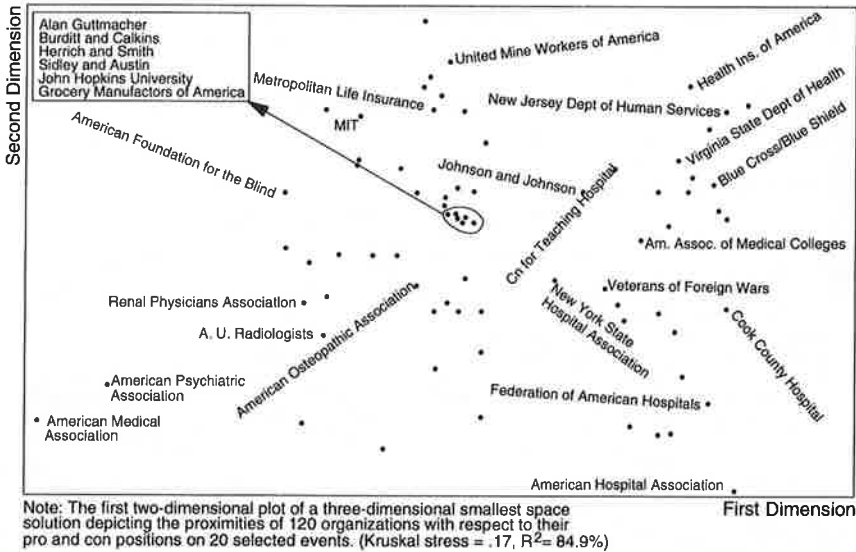 Alan Guttmacher
Burditt and Calkins
Herrich and Smith
Sidley and Austin
John Hopkins University
Grocery Manufactors of America
Second Dimension
United Mine Workers of America
Health Ins. of America
Metropolitan Life Insurance
New Jersey Dept of Human Services
MIT
Virginia State Dept of Health
American Foundation for the Blind
Johnson and Johnson
Blue Cross/Blue Shield
Cn for Teaching Hospital
Am. Assoc. of Medical Colleges
Renal Physicians Association
Veterans of Foreign Wars
A. U. Radiologists
American Osteopathic Association
New York State
Hospital Association
Cook County Hospital
American Psychiatric
Association
Federation of American Hospitals
American Medical
Association
American Hospital Association
First Dimension
Note: The first two-dimensional plot of a three-dimensional smallest space
solution depicting the proximities of 120 organizations with respect to their
pro and con positions on 20 selected events. (Kruskal stress = .17, R²= 84.9%)